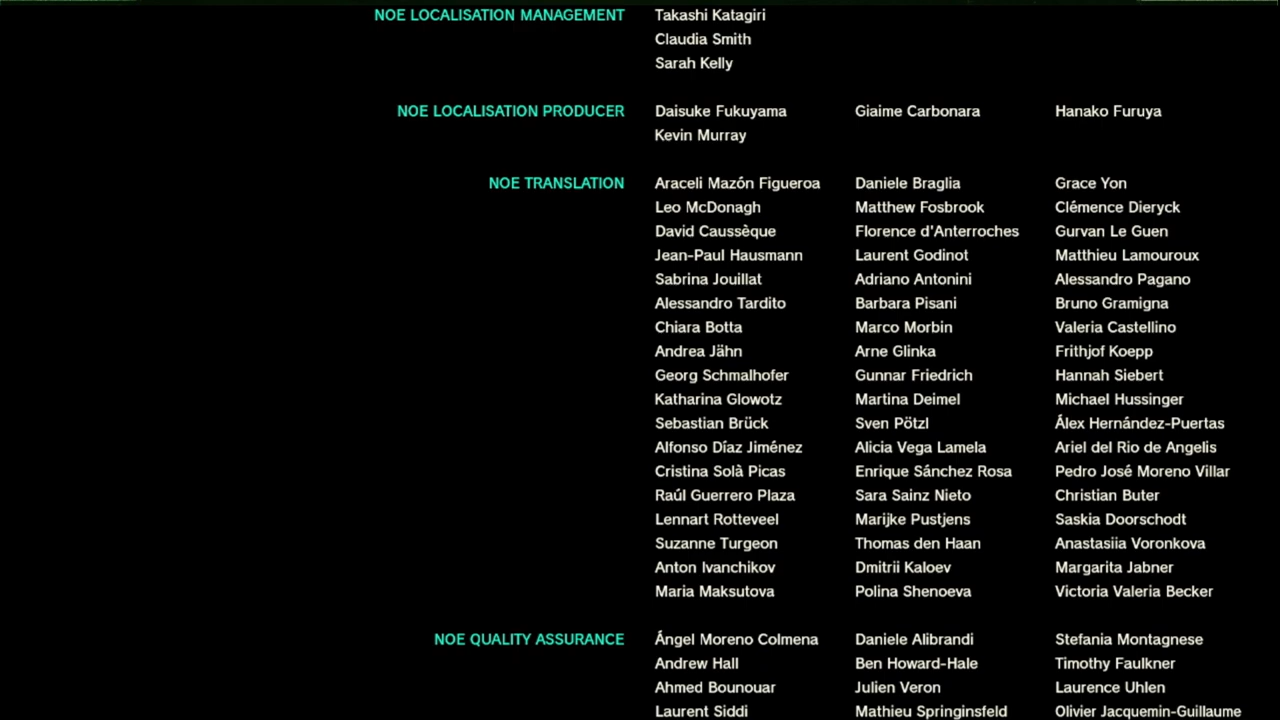 NOE LOCALISATION MANAGEMENT Takashi Katagiri
Claudia Smith
Sarah Kelly
NOE LOCALISATION PRODUCER Daisuke Fukuyama Giaime Carbonara Hanako Furuya
Kevin Murray
NOE TRANSLATION Araceli Mazón Figueroa Daniele Braglia Grace Yon
Leo McDonagh Matthew Fosbrook Clémence Dieryck
David Caussèque Florence d'Anterroches Gurvan Le Guen
Jean-Paul Hausmann Laurent Godinot Matthieu Lamouroux
Sabrina Jouillat Adriano Antonini Alessandro Pagano
Alessandro Tardito Barbara Pisani Bruno Gramigna
Chiara Botta Marco Morbin Valeria Castellino
Andrea Jähn Arne Glinka Frithjof Koepp
Georg Schmalhofer Gunnar Friedrich Hannah Siebert
Katharina Glowotz Martina Deimel Michael Hussinger
Sebastian Brück Sven Pötzl Álex Hernández-Puertas
Alfonso Díaz Jiménez Alicia Vega Lamela Ariel del Rio de Angelis
Cristina Solà Picas Enrique Sánchez Rosa Pedro José Moreno Villar
Raúl Guerrero Plaza Sara Sainz Nieto Christian Buter
Lennart Rotteveel Marijke Pustjens Saskia Doorschodt
Suzanne Turgeon Thomas den Haan Anastasiia Voronkova
Anton Ivanchikov Dmitrii Kaloev Margarita Jabner
Maria Maksutova Polina Shenoeva Victoria Valeria Becker
NOE QUALITY ASSURANCE Ángel Moreno Colmena Daniele Alibrandi Stefania Montagnese
Andrew Hall Ben Howard-Hale Timothy Faulkner
Ahmed Bounouar Julien Veron Laurence Uhlen
Laurent Siddi Mathieu Springinsfeld Olivier Jacquemin-Guillaume